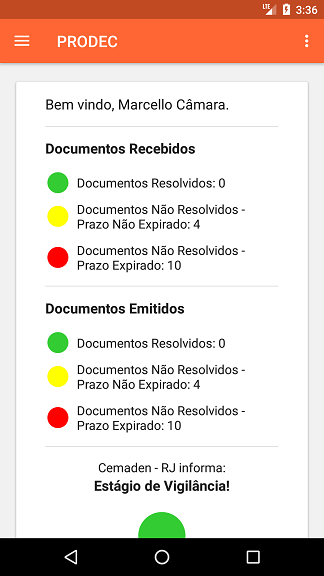 LTE 3:36
PRODEC
Bem vindo, Marcello Câmara.
Documentos Recebidos
Documentos Resolvidos: 0
Documentos Não Resolvidos -
Prazo Não Expirado: 4
Documentos Não Resolvidos -
Prazo Expirado: 10
Documentos Emitidos
Documentos Resolvidos: 0
Documentos Não Resolvidos -
Prazo Não Expirado: 4
Documentos Não Resolvidos -
Prazo Expirado: 10
Cemaden - RJ informa:
Estágio de Vigilância!